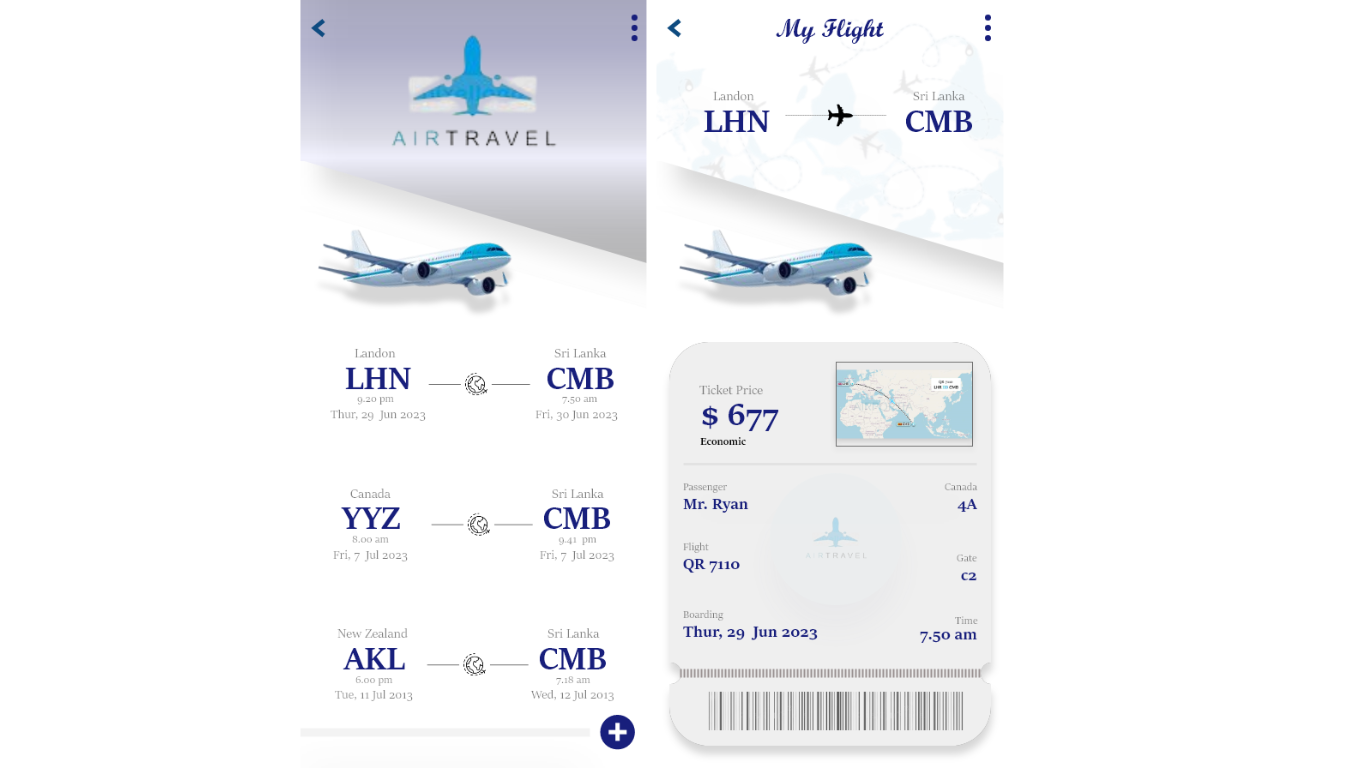 AIRTRAVEL
Landon
LHN
9.20 pm
Thur, 29 Jun 2023
Sri Lanka
CMB
7.50 am
Fri, 30 Jun 2023
Canada
YYZ
8.00 am
Fri, 7 Jul 2023
Sri Lanka
CMB
9.41 pm
Fri, 7 Jul 2023
New Zealand
AKL
6.00 pm
Tue, 11 Jul 2013
Sri Lanka
CMB
7.18 am
Wed, 12 Jul 2013
My Flight
Landon
LHN
Sri Lanka
CMB
Ticket Price
$ 677
Economic
LHR to CMB
Passenger
Mr. Ryan
Canada
4A
AIRTRAVEL
Flight
QR 7110
Gate
c2
Boarding
Thur, 29 Jun 2023
Time
7.50 am